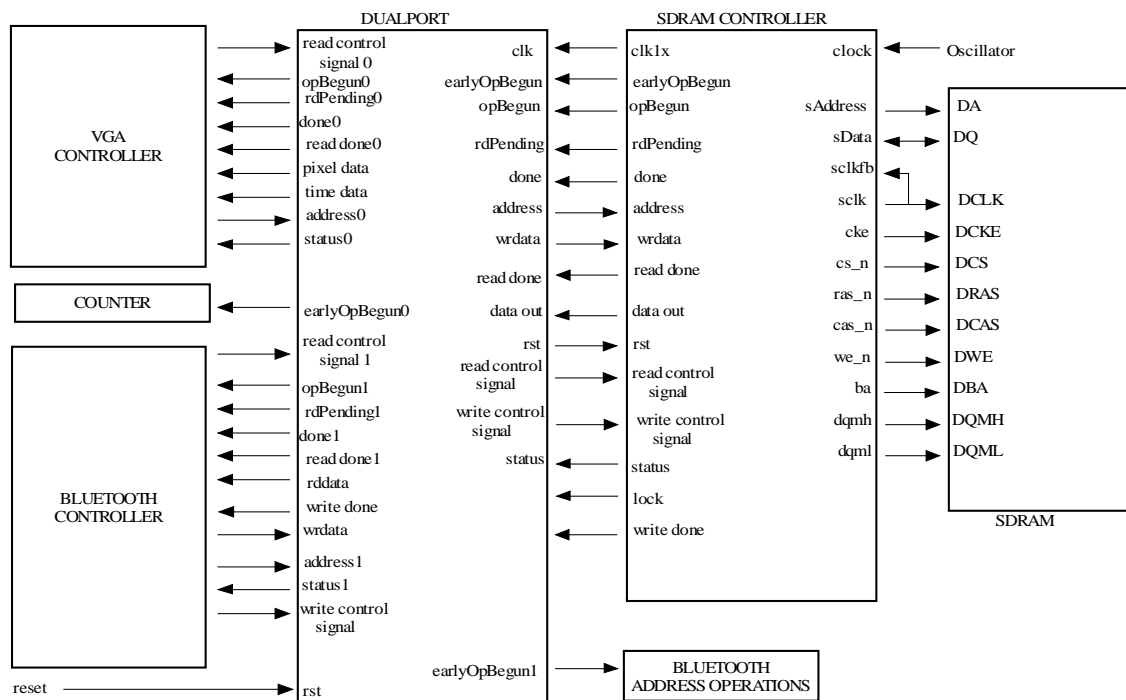 DUALPORT
SDRAM CONTROLLER
VGA
CONTROLLER
COUNTER
BLUETOOTH
CONTROLLER
reset
read control
signal 0
opBegun0
rdPending0
done0
read done0
pixel data
time data
address0
status0
earlyOpBegun0
read control
signal 1
opBegun1
rdPending1
done1
read done1
rddata
write done
wrdata
address1
status1
write control
signal
rst
clk
earlyOpBegun
opBegun
rdPending
done
address
wrdata
read done
data out
rst
read control
signal
write control
signal
status
earlyOpBegun1
clk1x
earlyOpBegun
opBegun
rdPending
done
address
wrdata
read done
data out
rst
read control
signal
write control
signal
status
lock
write done
clock
sAddress
sData
sclkfb
sclk
cke
cs_n
ras_n
cas_n
we_n
ba
dqmh
dqml
Oscillator
DA
DQ
DCLK
DCKE
DCS
DRAS
DCAS
DWE
DBA
DQMH
DQML
SDRAM
BLUETOOTH
ADDRESS OPERATIONS